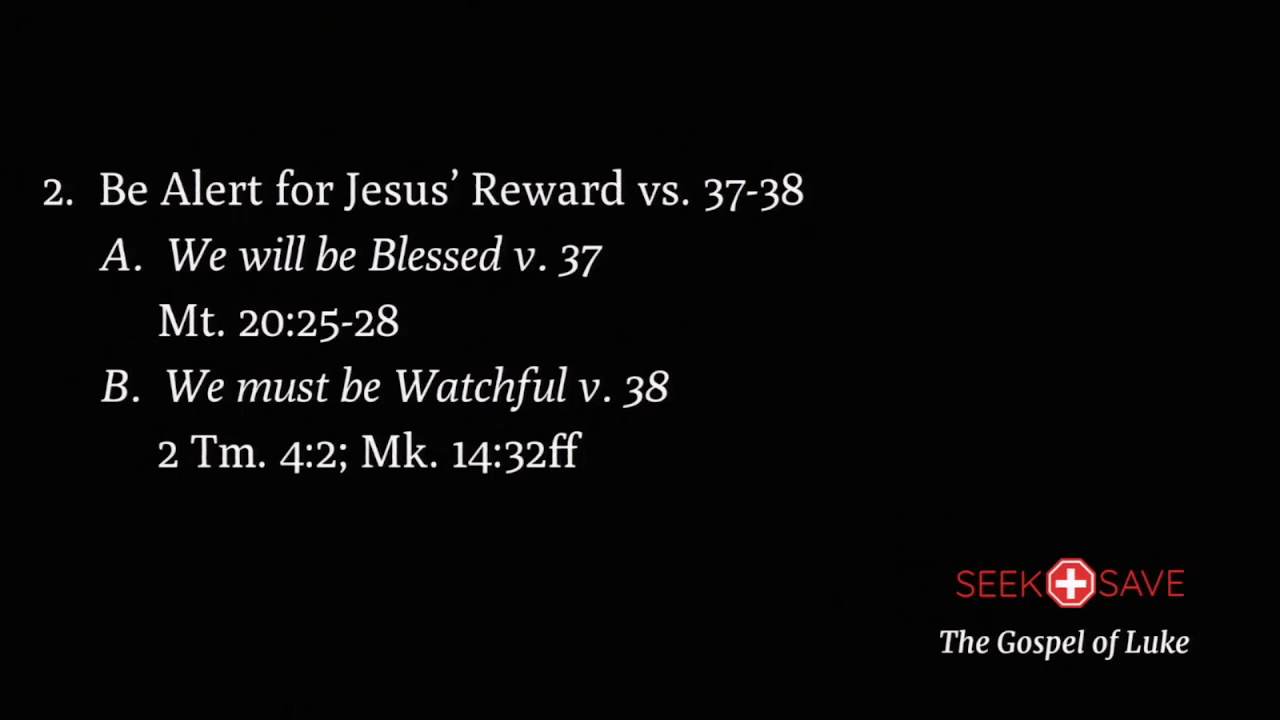 2. Be Alert for Jesus’ Reward vs. 37-38
A. We will be Blessed v. 37
Mt. 20:25-28
B. We must be Watchful v. 38
2 Tm. 4:2; Mk. 14:32ff
SEEK + SAVE
The Gospel of Luke